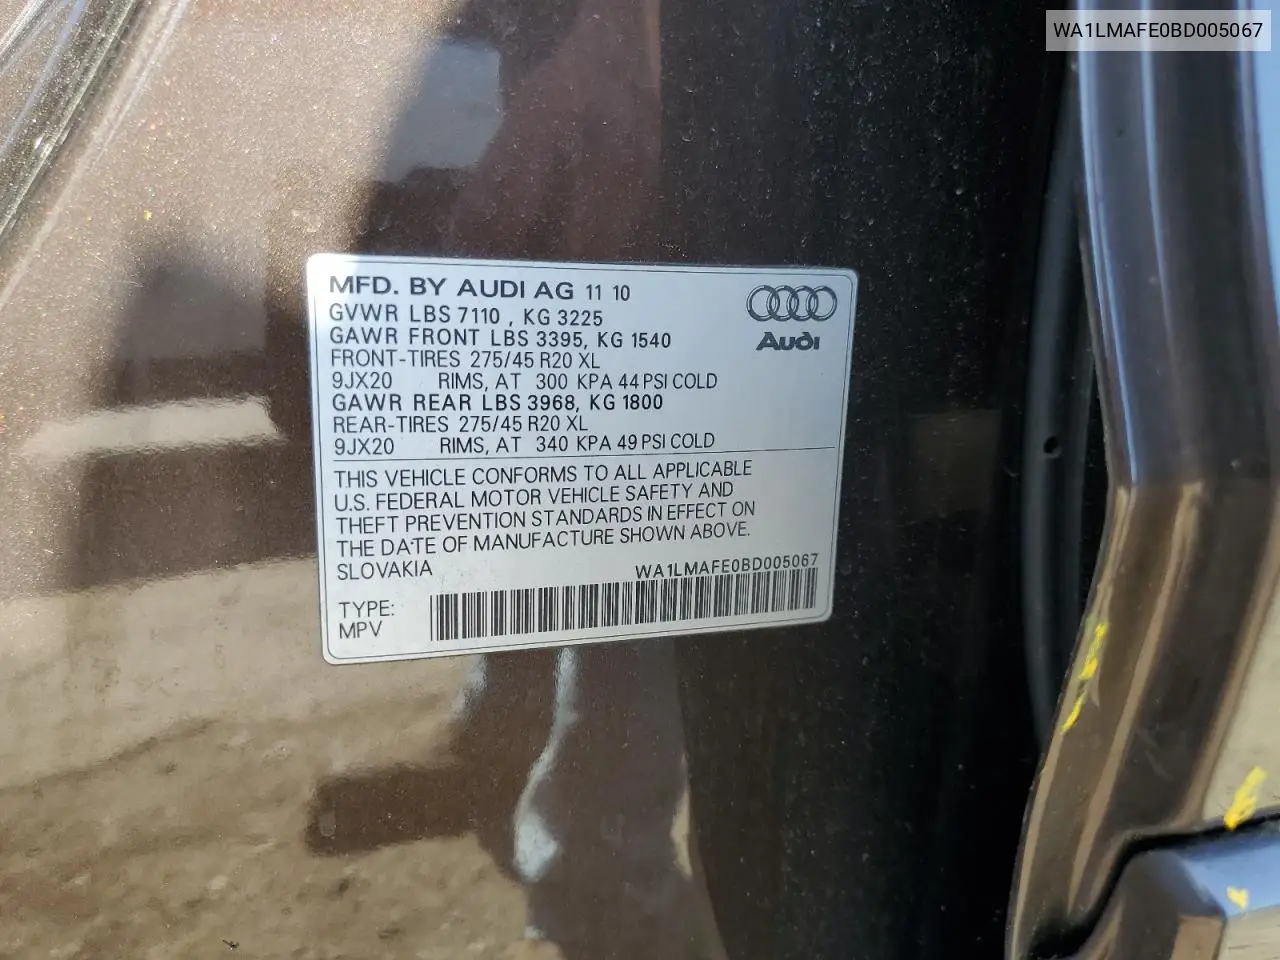 WA1LMAFE0BD005067
MFD. BY AUDI AG 11 10
GVWR LBS 7110 , KG 3225
GAWR FRONT LBS 3395, KG 1540
FRONT-TIRES 275/45 R20 XL
9JX20 RIMS, AT 300 KPA 44 PSI COLD
GAWR REAR LBS 3968, KG 1800
REAR-TIRES 275/45 R20 XL
9JX20 RIMS, AT 340 KPA 49 PSI COLD
Audi
THIS VEHICLE CONFORMS TO ALL APPLICABLE
U.S. FEDERAL MOTOR VEHICLE SAFETY AND
THEFT PREVENTION STANDARDS IN EFFECT ON
THE DATE OF MANUFACTURE SHOWN ABOVE.
SLOVAKIA WA1LMAFE0BD005067
TYPE:
MPV